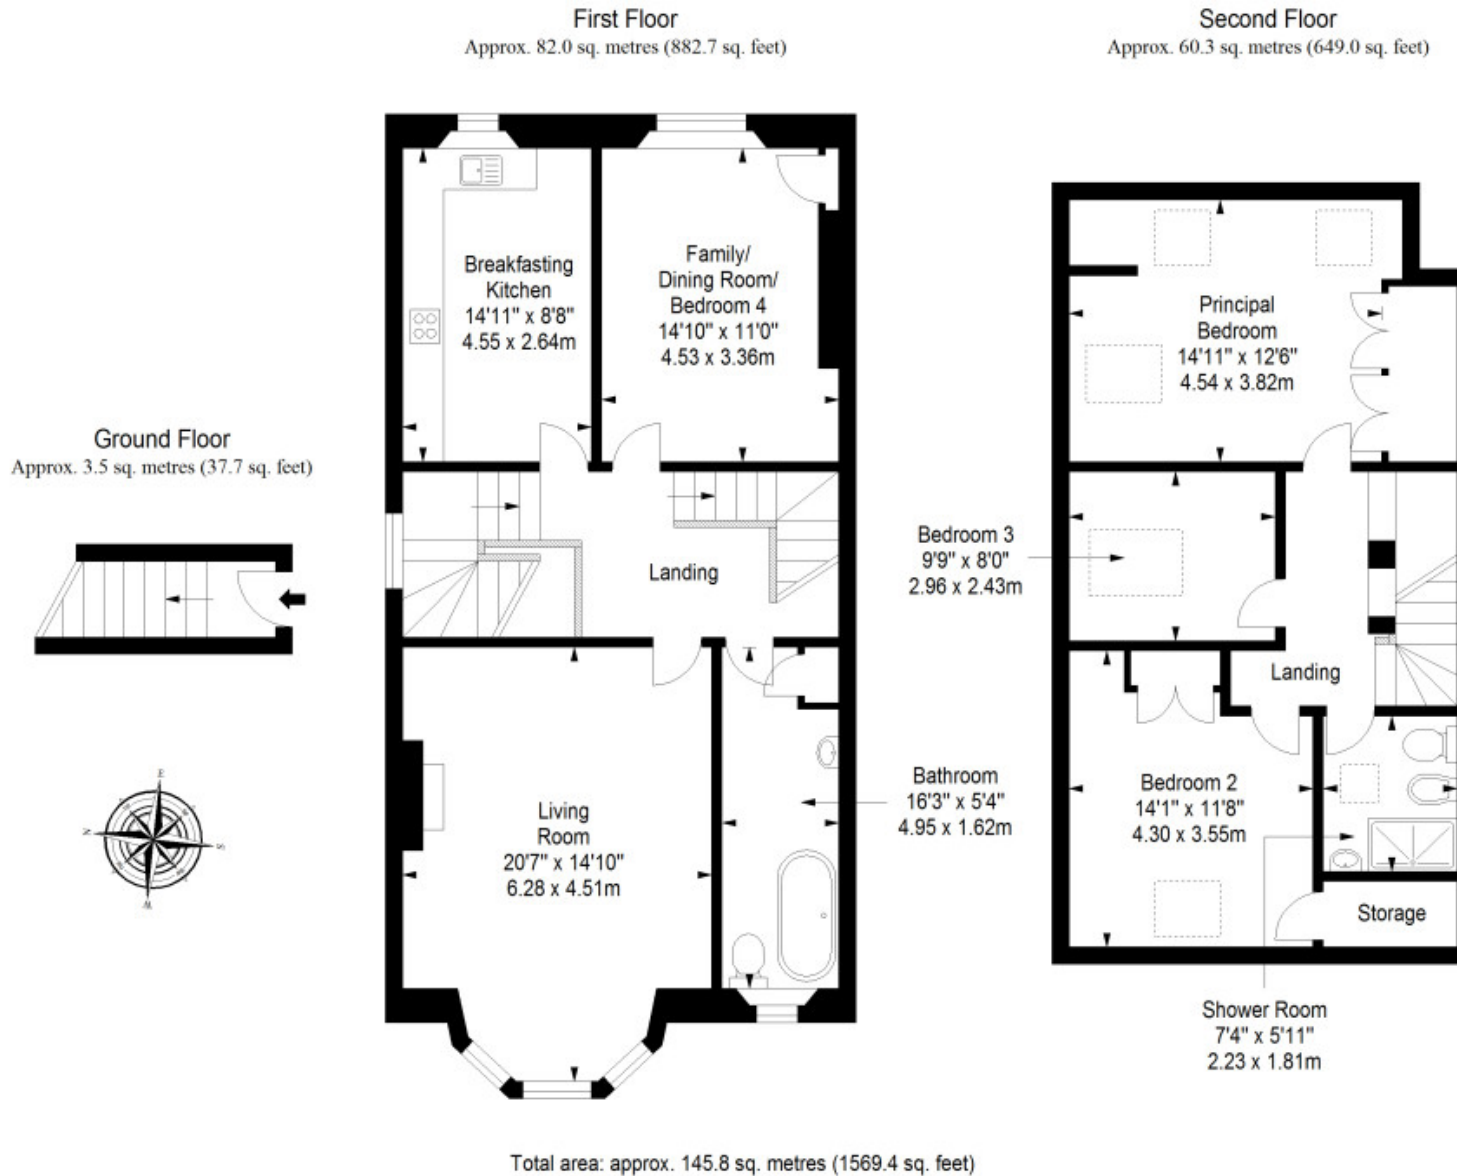 First Floor
Approx. 82.0 sq. metres (882.7 sq. feet)
Second Floor
Approx. 60.3 sq. metres (649.0 sq. feet)
Breakfasting
Kitchen
14'11" x 8'8"
4.55 x 2.64m
Family/
Dining Room/
Bedroom 4
14'10" x 11'0"
4.53 x 3.36m
Principal
Bedroom
14'11" x 12'6"
4.54 x 3.82m
Ground Floor
Approx. 3.5 sq. metres (37.7 sq. feet)
Landing
Bedroom 3
9'9" x 8'0"
2.96 x 2.43m
Landing
Living
Room
20'7" x 14'10"
6.28 x 4.51m
Bathroom
16'3" x 5'4"
4.95 x 1.62m
Bedroom 2
14'1" x 11'8"
4.30 x 3.55m
Storage
Shower Room
7'4" x 5'11"
2.23 x 1.81m
E
N
S
W
Total area: approx. 145.8 sq. metres (1569.4 sq. feet)